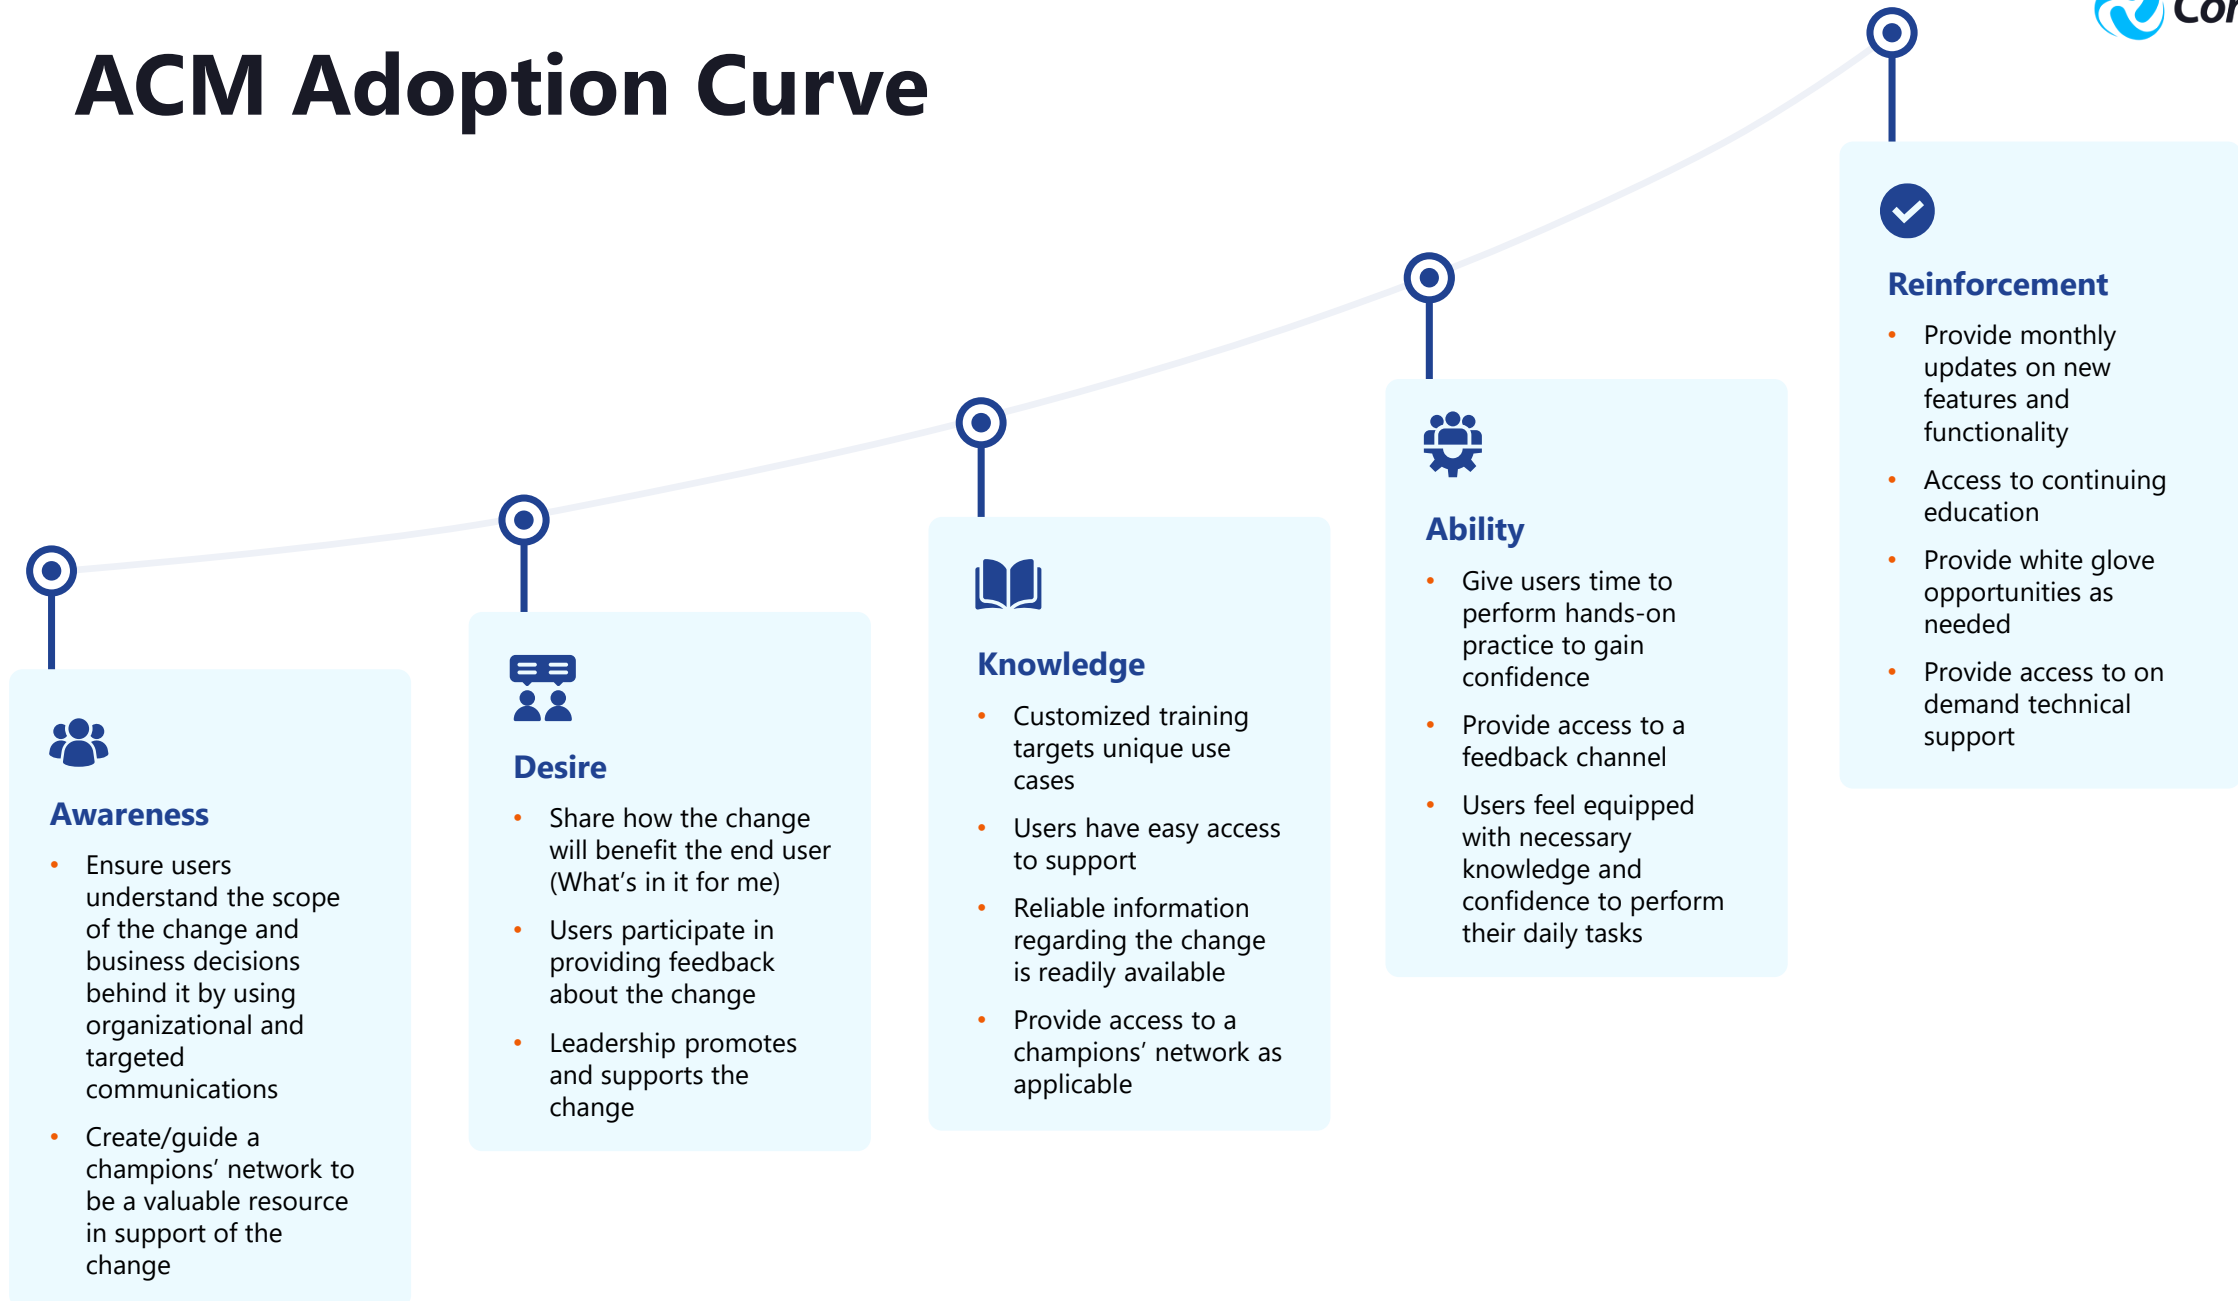 ACM Adoption Curve
Awareness
• Ensure users
understand the scope
of the change and
business decisions
behind it by using
organizational and
targeted
communications
• Create/guide a
champions’ network to
be a valuable resource
in support of the
change
Desire
• Share how the change
will benefit the end user
(What’s in it for me)
• Users participate in
providing feedback
about the change
• Leadership promotes
and supports the
change
Knowledge
• Customized training
targets unique use
cases
• Users have easy access
to support
• Reliable information
regarding the change
is readily available
• Provide access to a
champions’ network as
applicable
Ability
• Give users time to
perform hands-on
practice to gain
confidence
• Provide access to a
feedback channel
• Users feel equipped
with necessary
knowledge and
confidence to perform
their daily tasks
Reinforcement
• Provide monthly
updates on new
features and
functionality
• Access to continuing
education
• Provide white glove
opportunities as
needed
• Provide access to on
demand technical
support